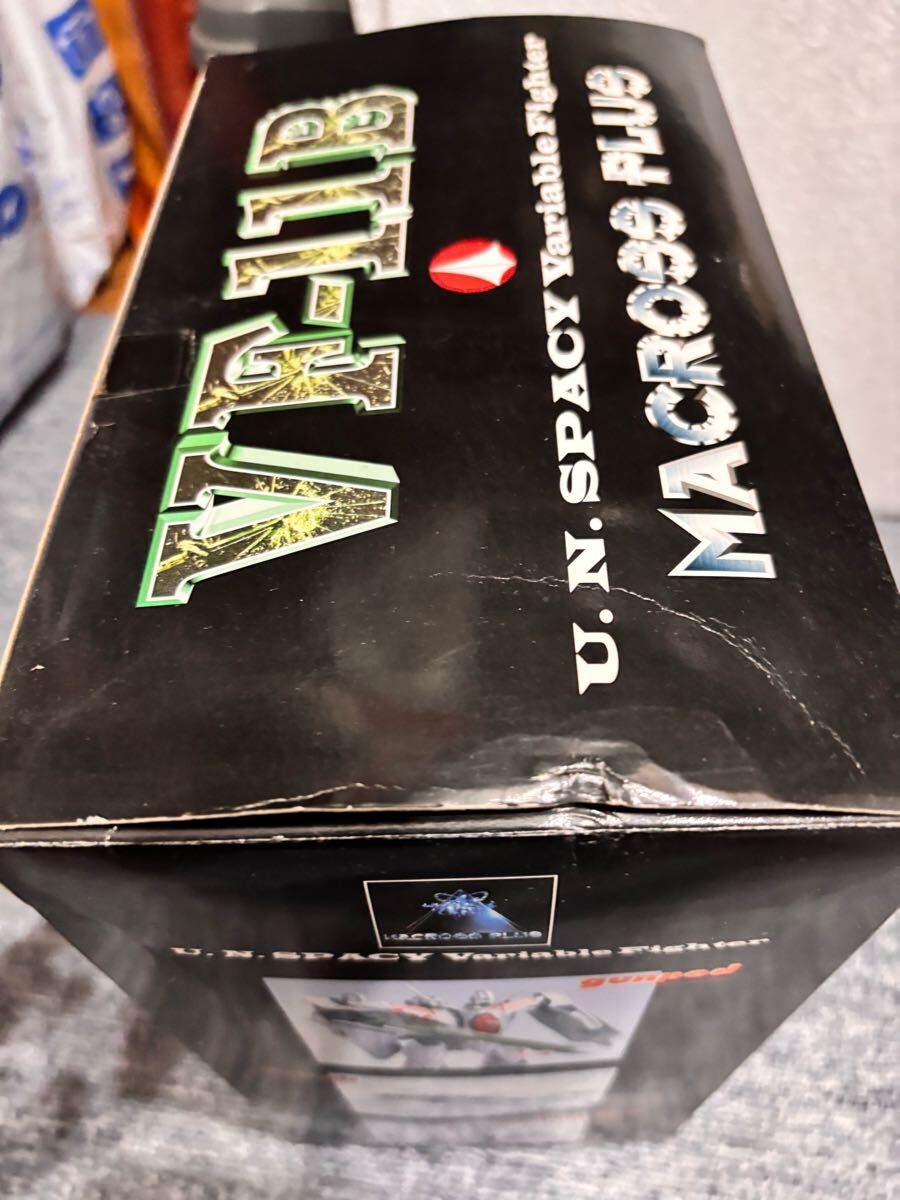 VF-11B
U.N.SPACY Variable Fighter
MACROSS PLUS
MACROSS PLUS
U.N.SPACY Variable Fighter
gunpod